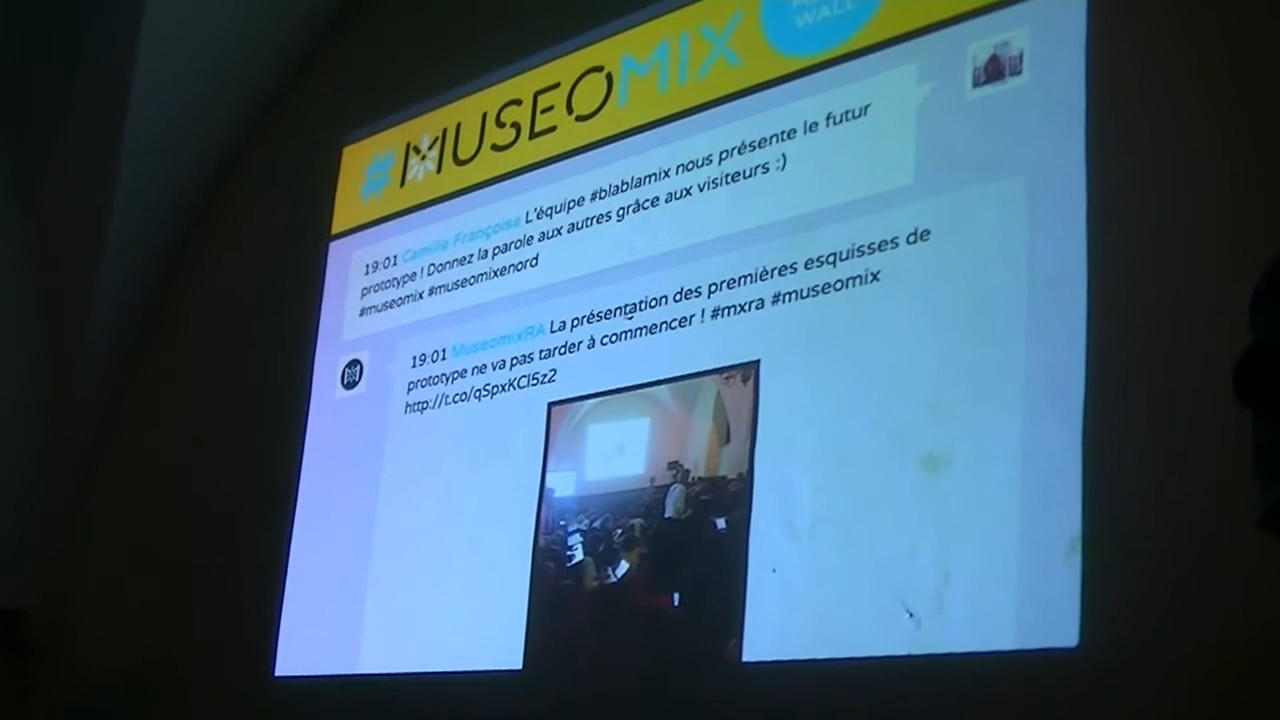 #MUSEOMIX
WALL
19:01 Camille Françoise L'équipe #blablamix nous présente le futur
prototype ! Donnez la parole aux autres grâce aux visiteurs :)
#museomix #museomixenord
19:01 MuseomixRA La présentation des premières esquisses de
prototype ne va pas tarder à commencer ! #mxra #museomix
http://t.co/qSpxKCl5z2